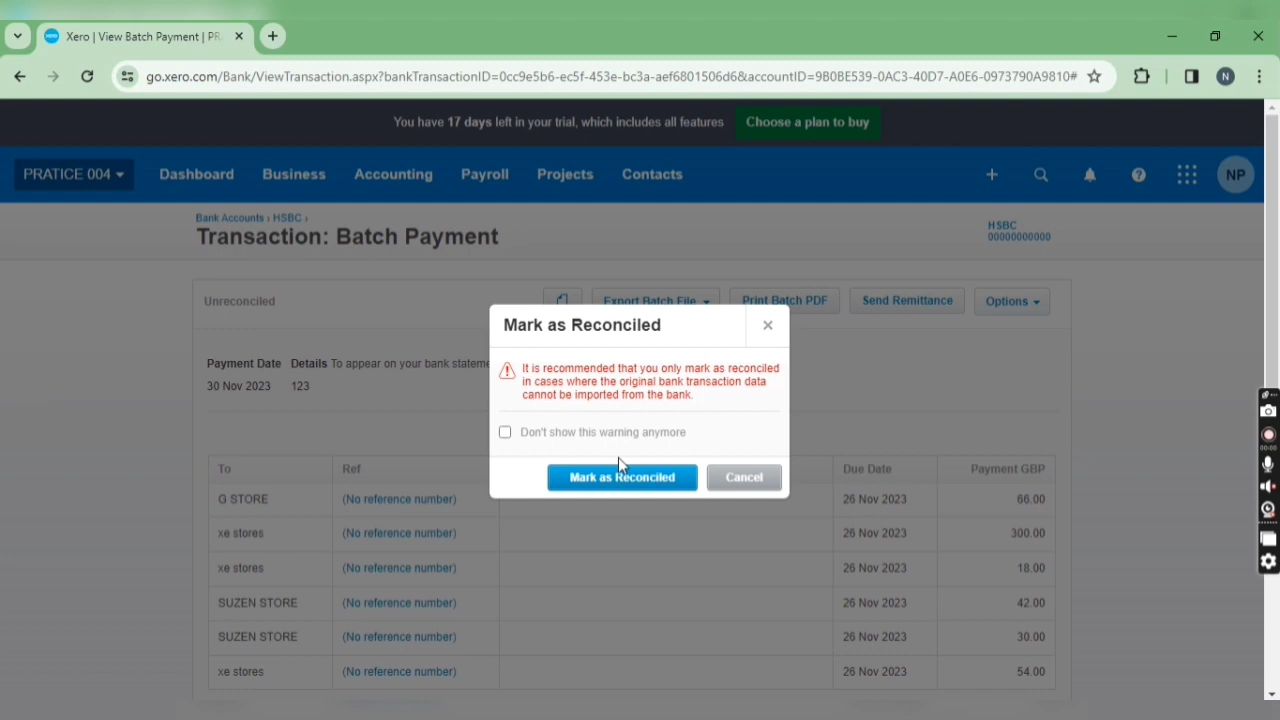 Xero | View Batch Payment | PR
go.xero.com/Bank/ViewTransaction.aspx?bankTransactionID=0cc9e5b6-ec5f-453e-bc3a-aef6801506d6&accountID=9B0BE539-0AC3-40D7-A0E6-0973790A9810#
N
You have 17 days left in your trial, which includes all features
Choose a plan to buy
PRATICE 004
Dashboard
Business
Accounting
Payroll
Projects
Contacts
NP
Bank Accounts › HSBC ›
Transaction: Batch Payment
HSBC
00000000000
Unreconciled
Export Batch File
Print Batch PDF
Send Remittance
Options
Mark as Reconciled
It is recommended that you only mark as reconciled
in cases where the original bank transaction data
cannot be imported from the bank.
Don't show this warning anymore
Mark as Reconciled
Cancel
Payment Date Details To appear on your bank stateme
30 Nov 2023 123
To Ref Due Date Payment GBP
G STORE (No reference number) 26 Nov 2023 66.00
xe stores (No reference number) 26 Nov 2023 300.00
xe stores (No reference number) 26 Nov 2023 18.00
SUZEN STORE (No reference number) 26 Nov 2023 42.00
SUZEN STORE (No reference number) 26 Nov 2023 30.00
xe stores (No reference number) 26 Nov 2023 54.00
00:00